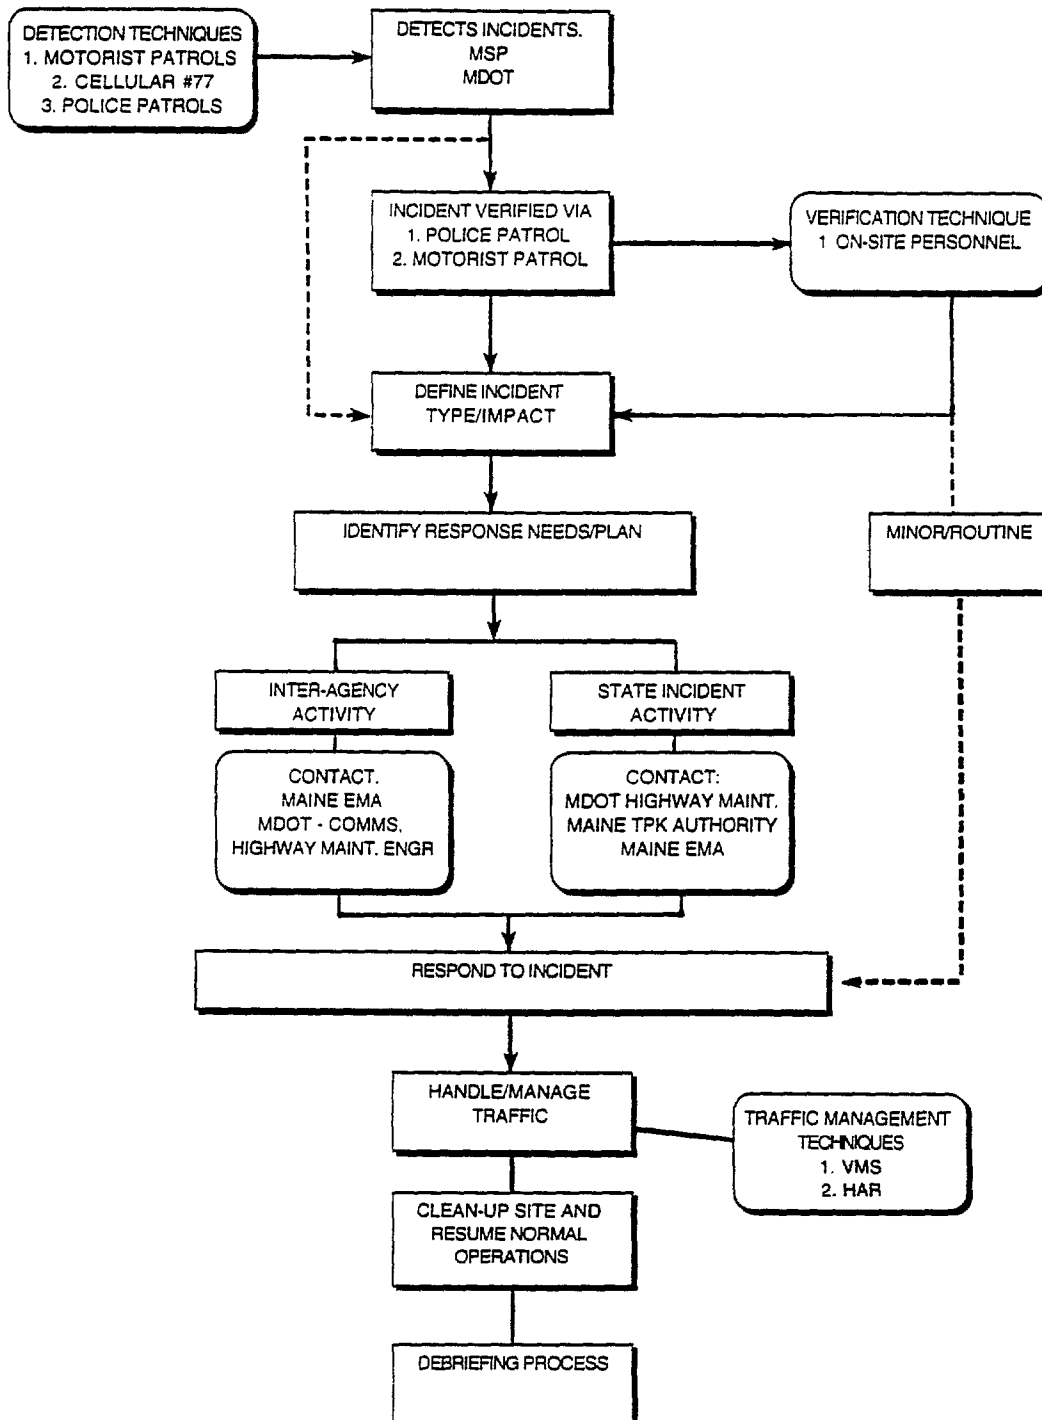 DETECTION TECHNIQUES
1. MOTORIST PATROLS
2. CELLULAR #77
3. POLICE PATROLS
DETECTS INCIDENTS.
MSP
MDOT
INCIDENT VERIFIED VIA
1. POLICE PATROL
2. MOTORIST PATROL
VERIFICATION TECHNIQUE
1 ON-SITE PERSONNEL
DEFINE INCIDENT
TYPE/IMPACT
IDENTIFY RESPONSE NEEDS/PLAN
MINOR/ROUTINE
INTER-AGENCY
ACTIVITY
STATE INCIDENT
ACTIVITY
CONTACT.
MAINE EMA
MDOT - COMMS,
HIGHWAY MAINT. ENGR
CONTACT:
MDOT HIGHWAY MAINT.
MAINE TPK AUTHORITY
MAINE EMA
RESPOND TO INCIDENT
HANDLE/MANAGE
TRAFFIC
TRAFFIC MANAGEMENT
TECHNIQUES
1. VMS
2. HAR
CLEAN-UP SITE AND
RESUME NORMAL
OPERATIONS
DEBRIEFING PROCESS